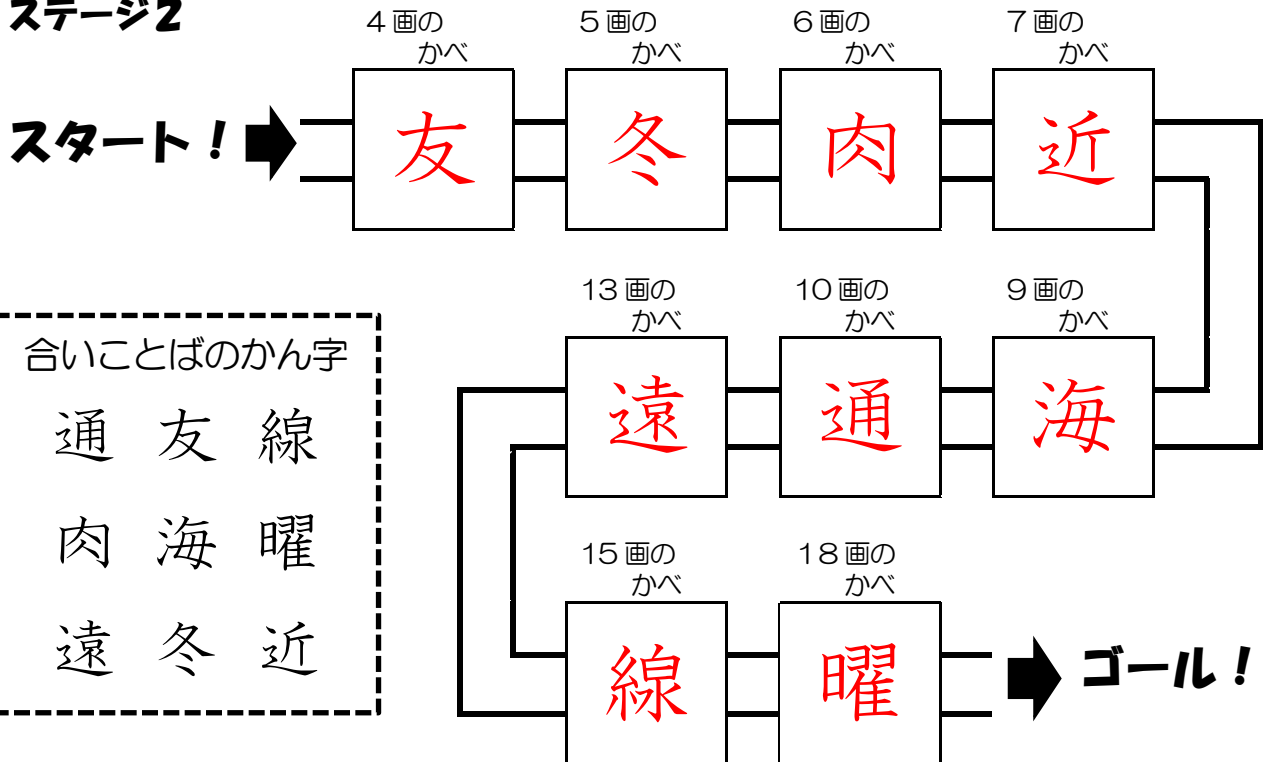 ステージ2
4画の
かべ
5画の
かべ
6画の
かべ
7画の
かべ
スタート!
友
冬
肉
近
13画の
かべ
10画の
かべ
9画の
かべ
遠
通
海
合いことばのかん字
通 友 線
肉 海 曜
遠 冬 近
15画の
かべ
18画の
かべ
線
曜
ゴール!